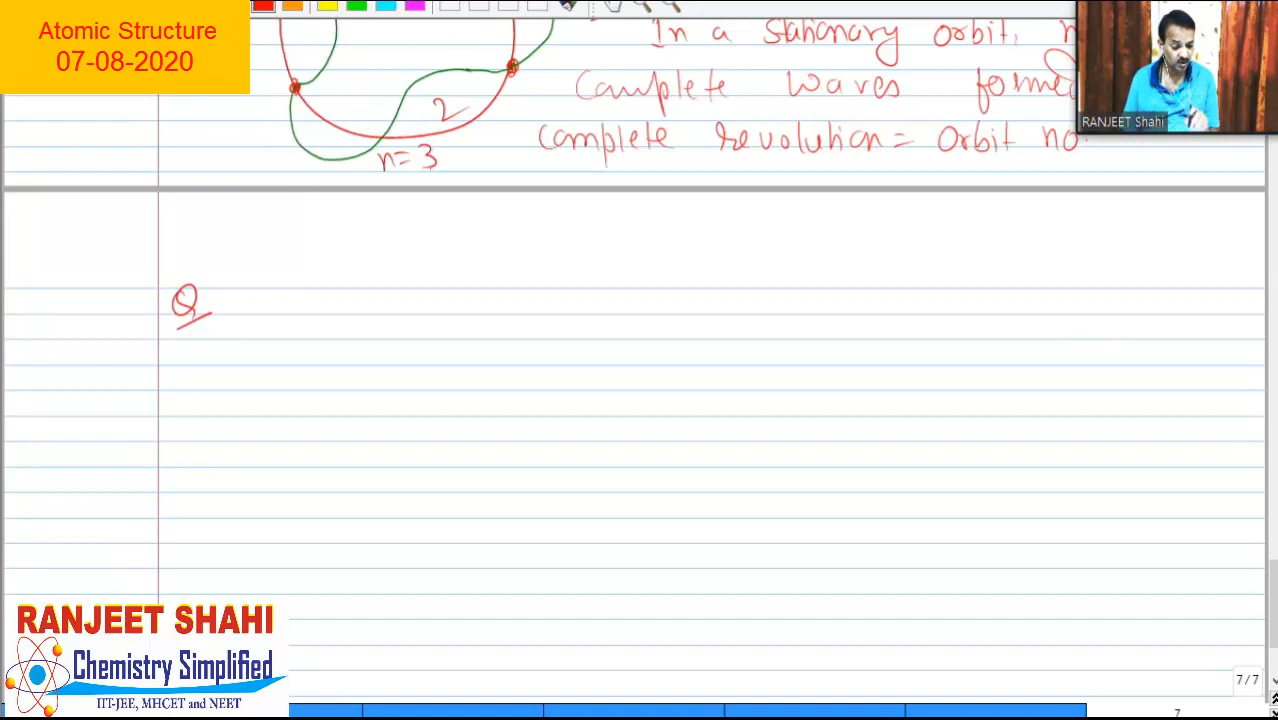 Atomic Structure
07-08-2020
In a Stationary orbit,
Complete waves formed
Complete revolution = Orbit no.
2
n=3
RANJEET Shahi
Q
RANJEET SHAHI
Chemistry Simplified
IIT-JEE, MHCET and NEET
7/7
7